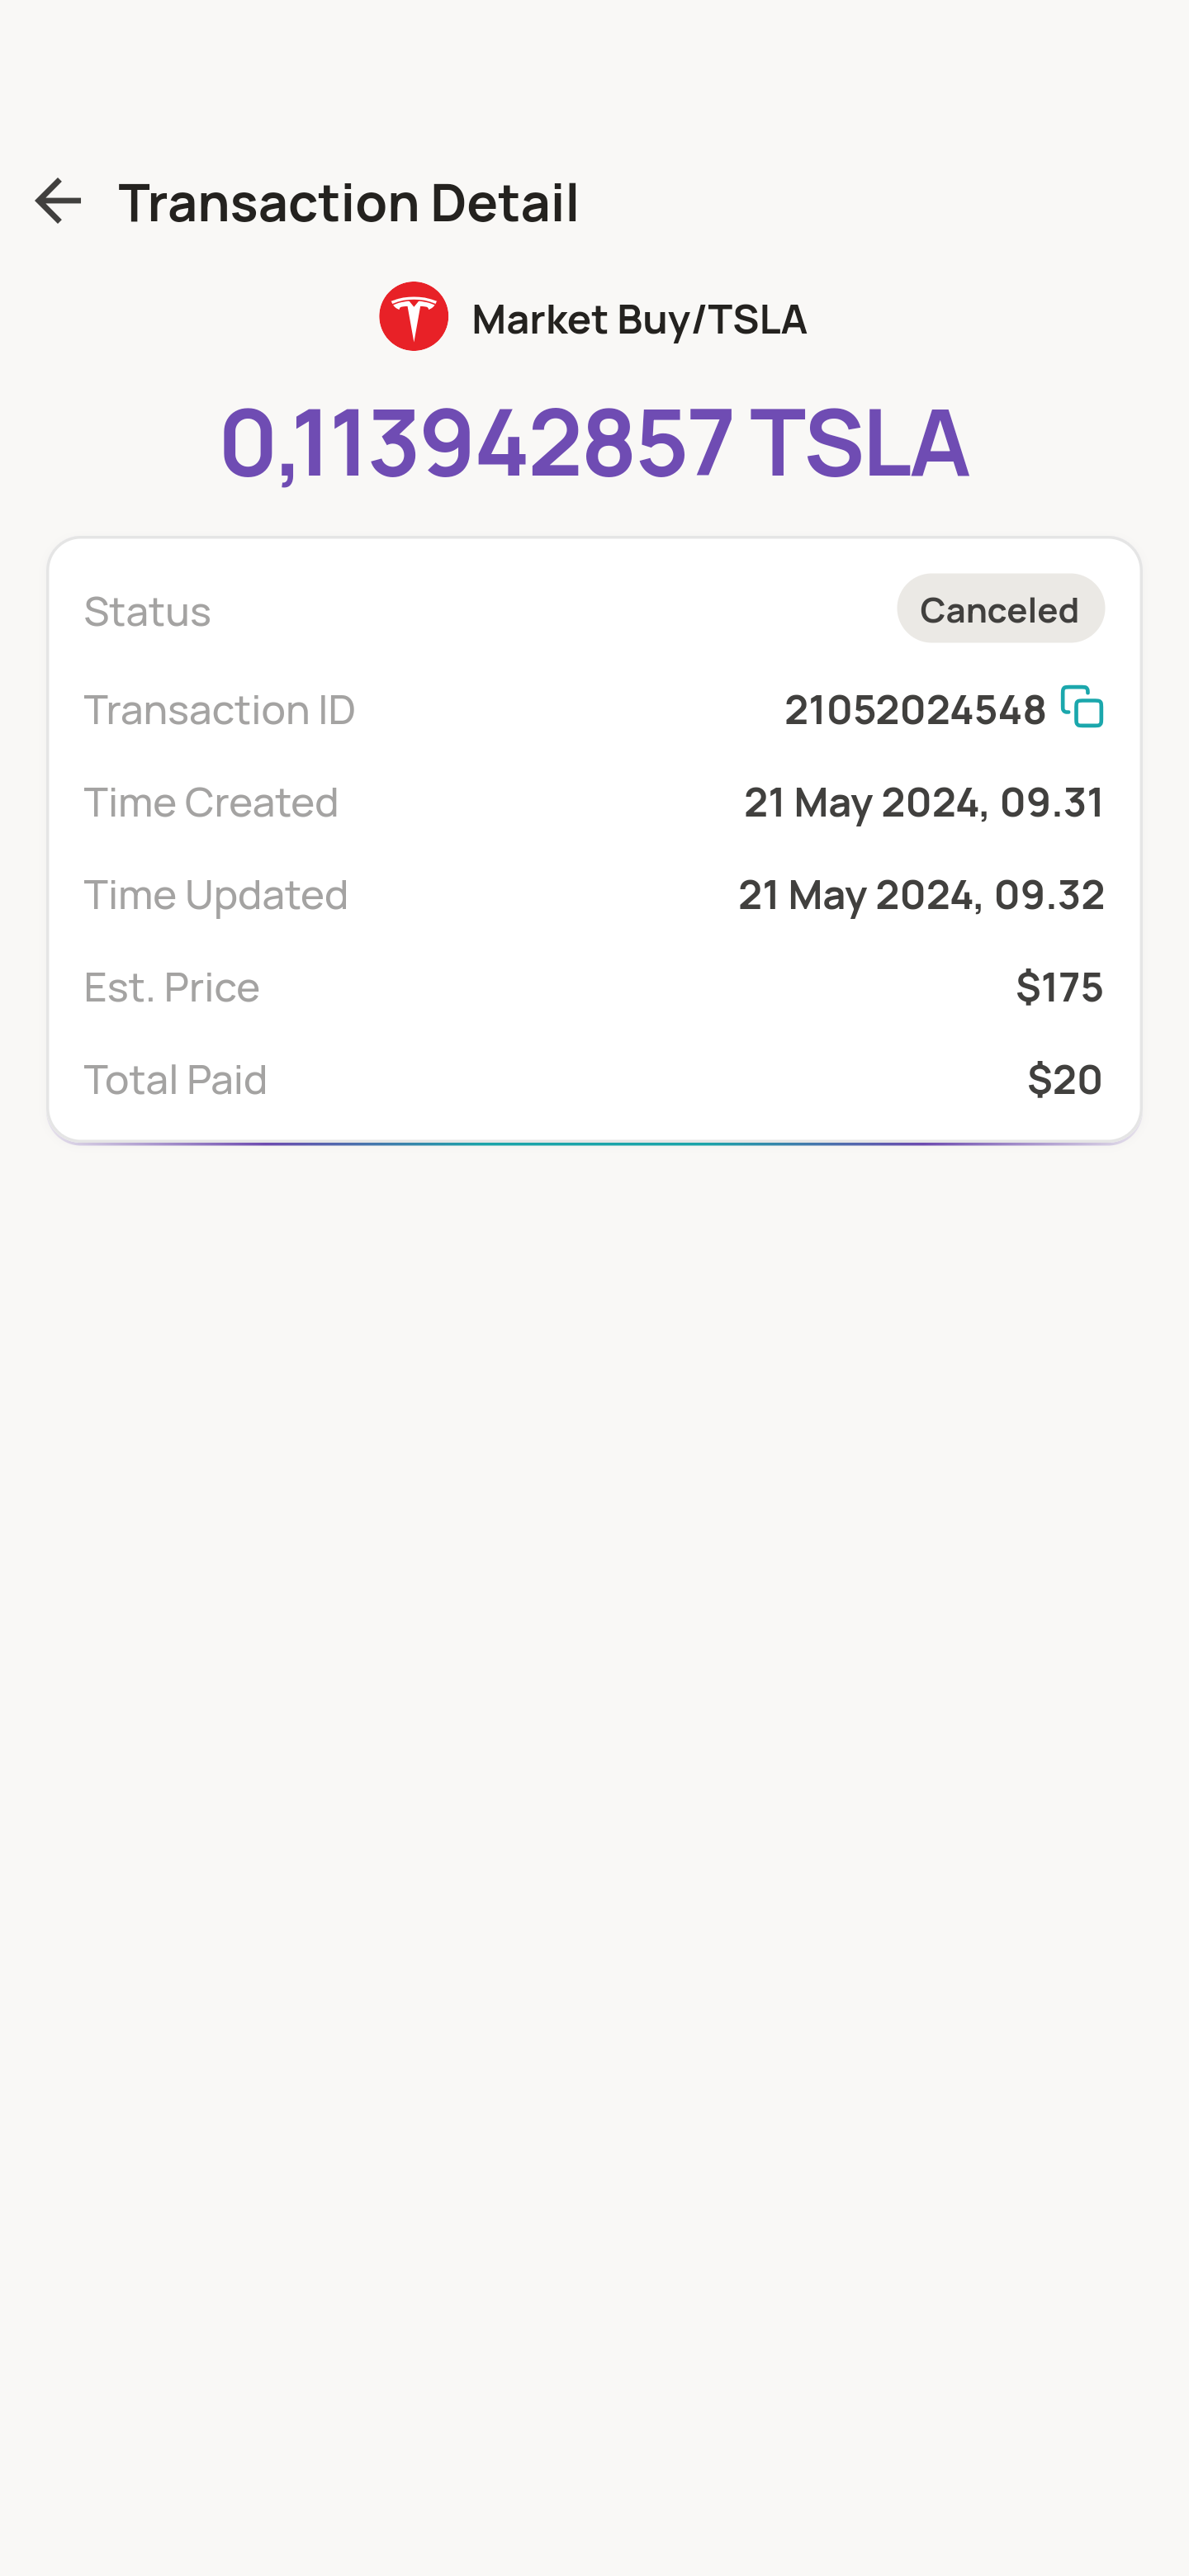 Transaction Detail
Market Buy/TSLA
0,113942857 TSLA
Status Canceled
Transaction ID 21052024548
Time Created 21 May 2024, 09.31
Time Updated 21 May 2024, 09.32
Est. Price $175
Total Paid $20